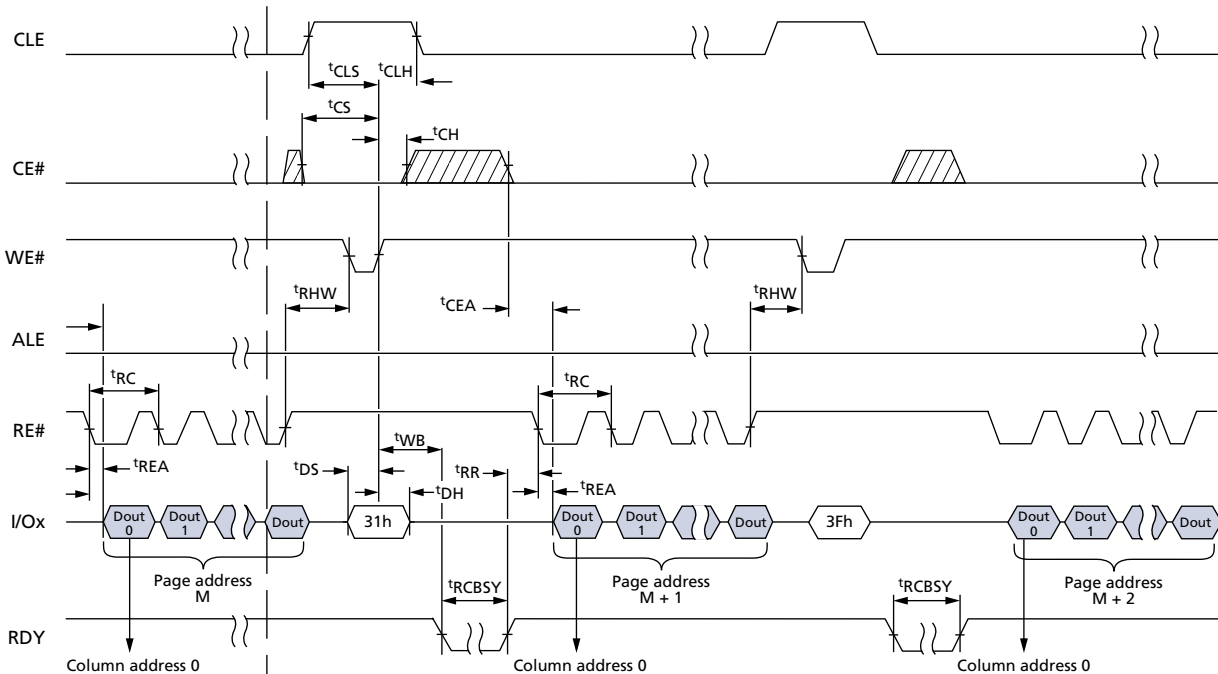 CLE
tCLS
tCLH
tCS
tCH
CE#
WE#
tRHW
tCEA
tRHW
ALE
tRC
tRC
RE#
tREA
tWB
tDS
tDH
tRR
tREA
I/Ox
Dout 0
Dout 1
Dout
31h
Dout 0
Dout 1
Dout
3Fh
Dout 0
Dout 1
Dout
Page address
M
Page address
M + 1
Page address
M + 2
tRCBSY
tRCBSY
RDY
Column address 0
Column address 0
Column address 0